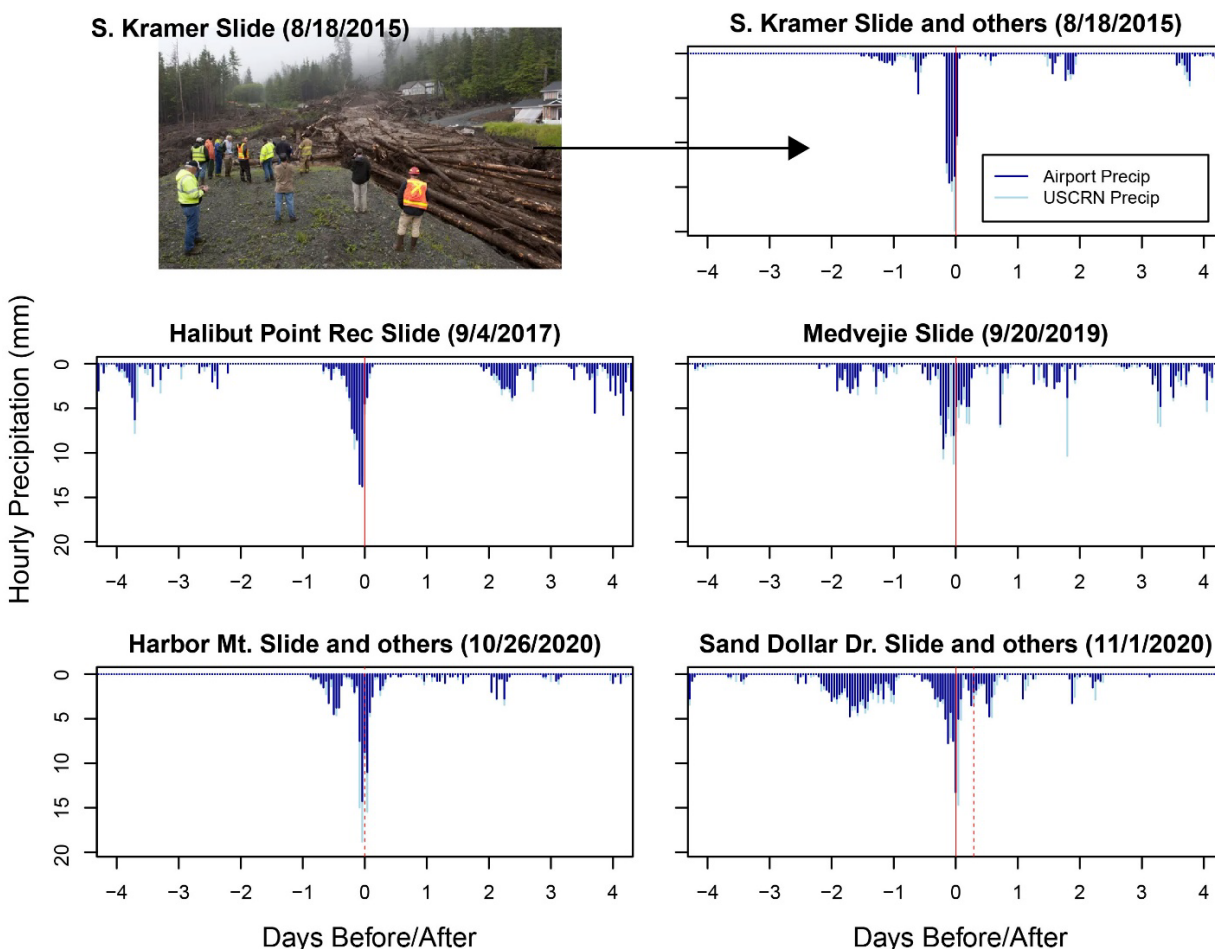 S. Kramer Slide (8/18/2015)
S. Kramer Slide and others (8/18/2015)
Airport Precip
USCRN Precip
−4 −3 −2 −1 0 1 2 3 4
Hourly Precipitation (mm)
Halibut Point Rec Slide (9/4/2017)
0
5
10
15
20
−4 −3 −2 −1 0 1 2 3 4
Medvejie Slide (9/20/2019)
0
5
10
15
20
−4 −3 −2 −1 0 1 2 3 4
Harbor Mt. Slide and others (10/26/2020)
0
5
10
15
20
−4 −3 −2 −1 0 1 2 3 4
Days Before/After
Sand Dollar Dr. Slide and others (11/1/2020)
0
5
10
15
20
−4 −3 −2 −1 0 1 2 3 4
Days Before/After